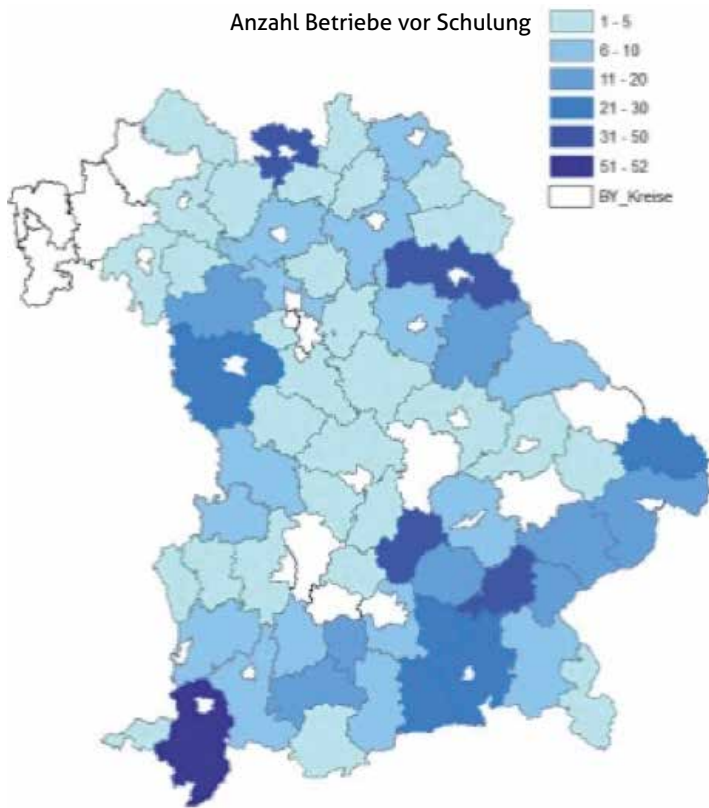 Anzahl Betriebe vor Schulung
1 - 5
6 - 10
11 - 20
21 - 30
31 - 50
51 - 52
BY_Kreise